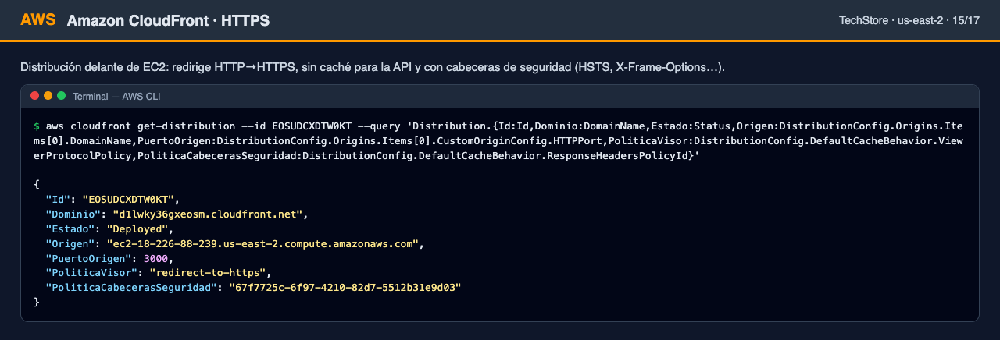 AWS Amazon CloudFront · HTTPS
TechStore · us-east-2 · 15/17
Distribución delante de EC2: redirige HTTP→HTTPS, sin caché para la API y con cabeceras de seguridad (HSTS, X-Frame-Options…).
Terminal — AWS CLI
$ aws cloudfront get-distribution --id EOSUDCXDTW0KT --query 'Distribution.{Id:Id,Dominio:DomainName,Estado:Status,Origen:DistributionConfig.Origins.Ite
ms[0].DomainName,PuertoOrigen:DistributionConfig.Origins.Items[0].CustomOriginConfig.HTTPPort,PoliticaVisor:DistributionConfig.DefaultCacheBehavior.View
erProtocolPolicy,PoliticaCabecerasSeguridad:DistributionConfig.DefaultCacheBehavior.ResponseHeadersPolicyId}'
{
"Id": "EOSUDCXDTW0KT",
"Dominio": "d1lwky36gxeosm.cloudfront.net",
"Estado": "Deployed",
"Origen": "ec2-18-226-88-239.us-east-2.compute.amazonaws.com",
"PuertoOrigen": 3000,
"PoliticaVisor": "redirect-to-https",
"PoliticaCabecerasSeguridad": "67f7725c-6f97-4210-82d7-5512b31e9d03"
}